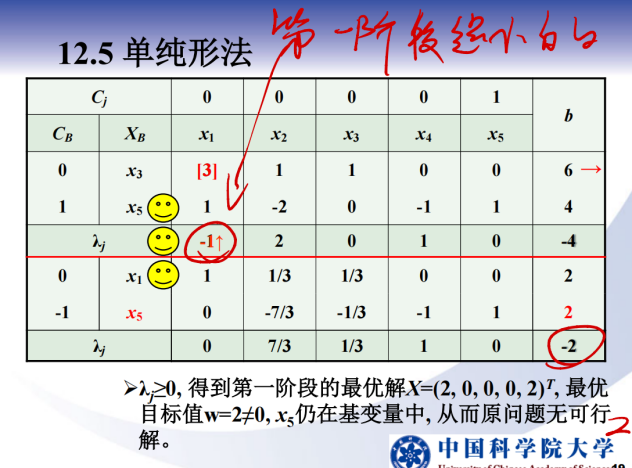 12.5 单纯形法 第一阶段绝小白白
Cj 0 0 0 0 1 b
CB XB x1 x2 x3 x4 x5
0 x3 [3] 1 1 0 0 6 →
1 x5 1 -2 0 -1 1 4
λj -1↑ 2 0 1 0 -4
0 x1 1 1/3 1/3 0 0 2
-1 x5 0 -7/3 -1/3 -1 1 2
λj 0 7/3 1/3 1 0 -2
➢λj≥0, 得到第一阶段的最优解X=(2, 0, 0, 0, 2)T, 最优
目标值w=2≠0, x5仍在基变量中, 从而原问题无可行
解。
2
中国科学院大学
19